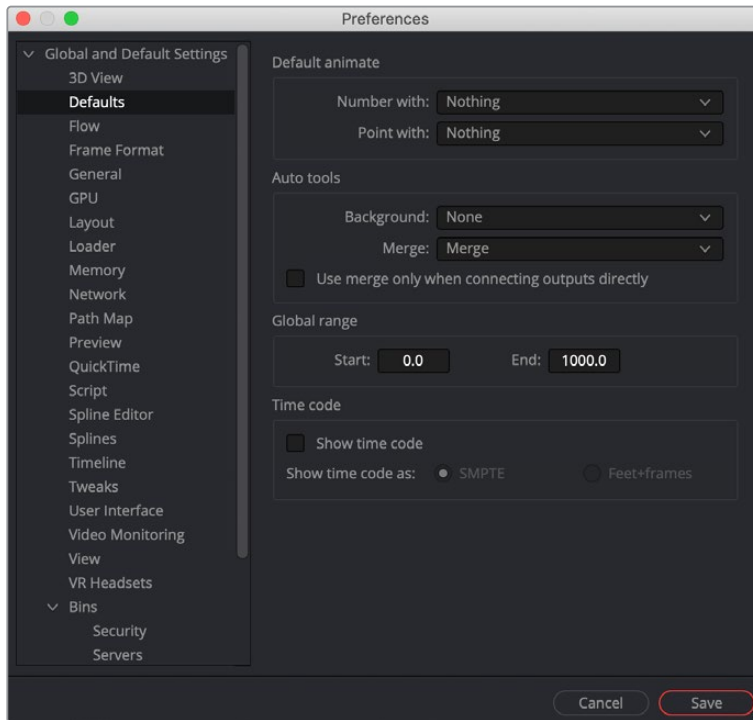 Preferences
Global and Default Settings
3D View
Defaults
Flow
Frame Format
General
GPU
Layout
Loader
Memory
Network
Path Map
Preview
QuickTime
Script
Spline Editor
Splines
Timeline
Tweaks
User Interface
Video Monitoring
View
VR Headsets
Bins
Security
Servers
Default animate
Number with: Nothing
Point with: Nothing
Auto tools
Background: None
Merge: Merge
Use merge only when connecting outputs directly
Global range
Start: 0.0 End: 1000.0
Time code
Show time code
Show time code as: SMPTE Feet+frames
Cancel Save